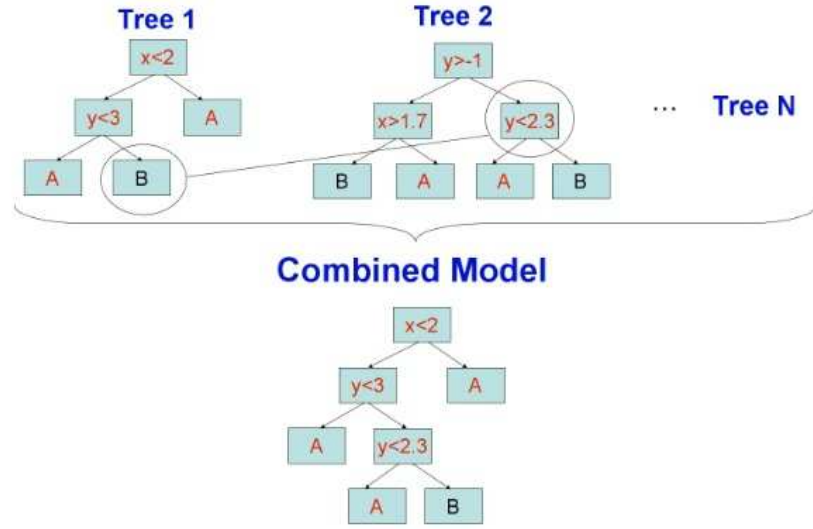 Tree 1
Tree 2
x<2
y>-1
y<3
A
x>1.7
y<2.3
...
Tree N
A
B
B
A
A
B
Combined Model
x<2
y<3
A
A
y<2.3
A
B